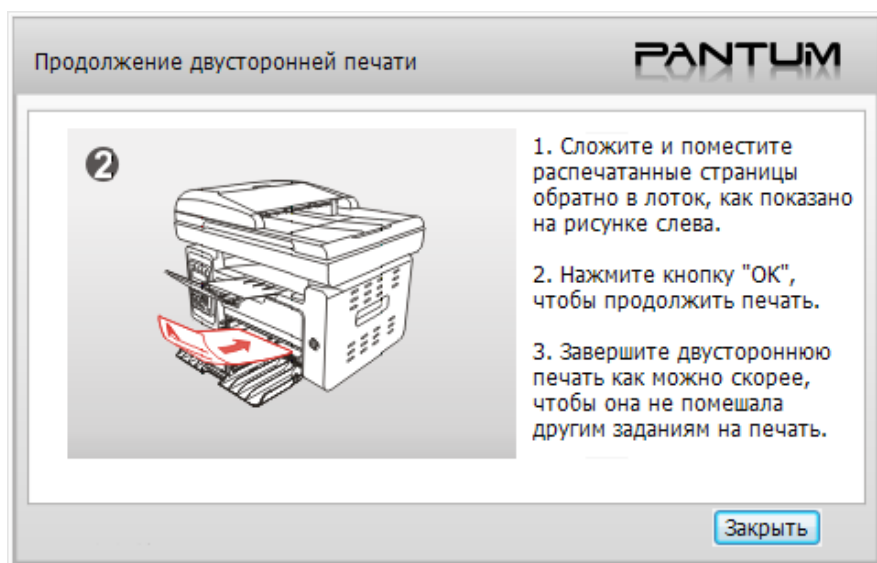 Продолжение двусторонней печати
PANTUM
2
1. Сложите и поместите
распечатанные страницы
обратно в лоток, как показано
на рисунке слева.
2. Нажмите кнопку "ОК",
чтобы продолжить печать.
3. Завершите двустороннюю
печать как можно скорее,
чтобы она не помешала
другим заданиям на печать.
Закрыть